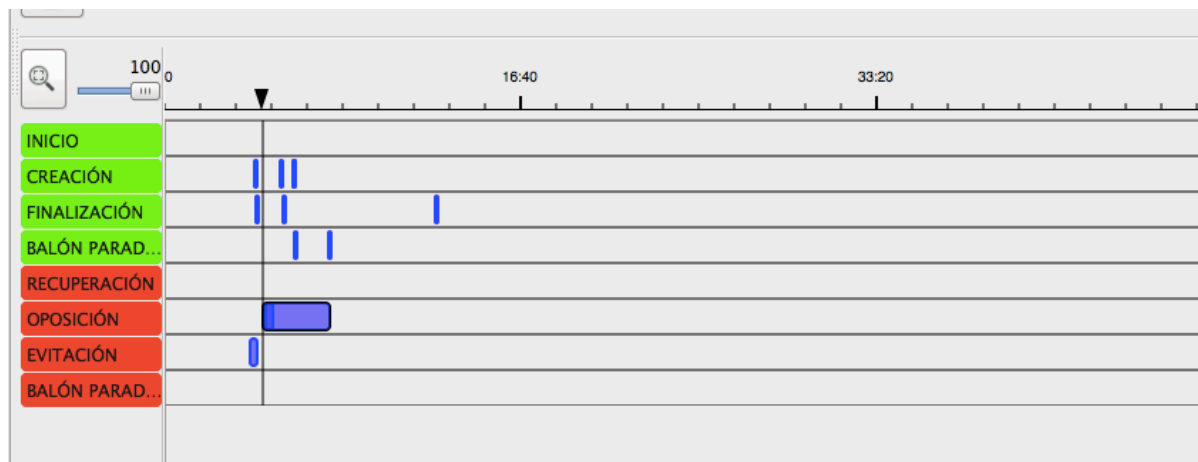 100
0 16:40 33:20
INICIO
CREACIÓN
FINALIZACIÓN
BALÓN PARAD...
RECUPERACIÓN
OPOSICIÓN
EVITACIÓN
BALÓN PARAD...